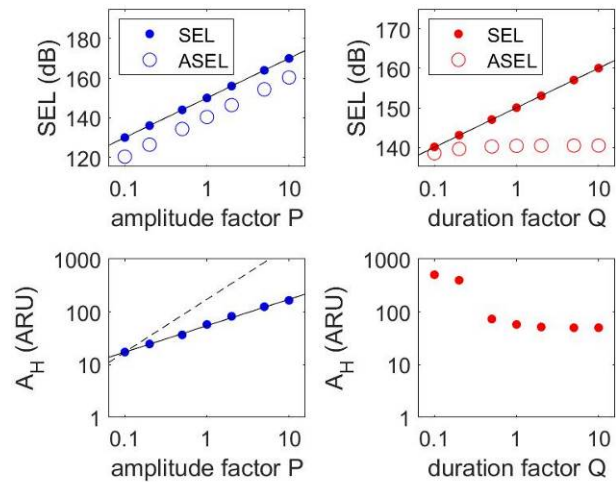 180
160
140
120
SEL (dB)
SEL
ASEL
0.1 1 10
amplitude factor P
170
160
150
140
SEL (dB)
SEL
ASEL
0.1 1 10
duration factor Q
1000
100
10
1
A_H (ARU)
0.1 1 10
amplitude factor P
1000
100
10
1
A_H (ARU)
0.1 1 10
duration factor Q